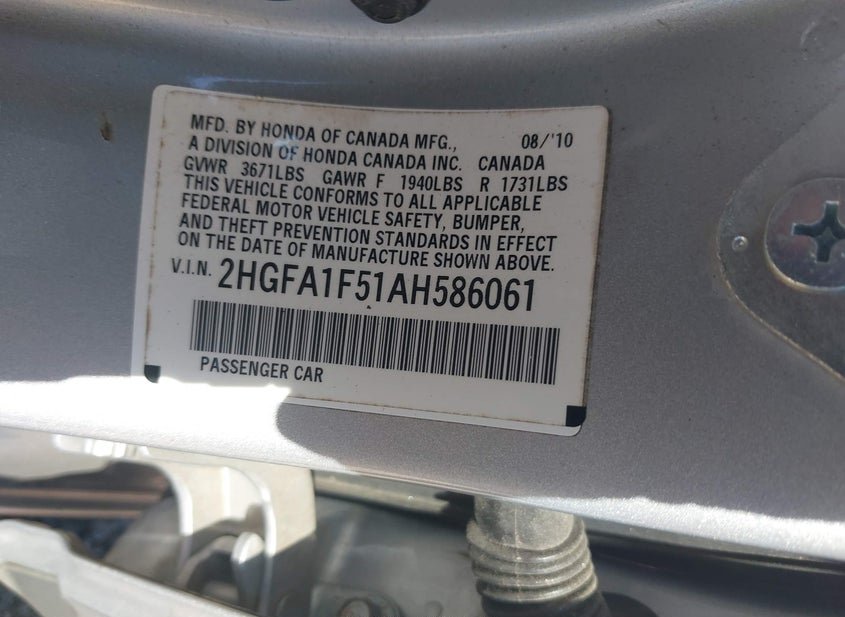 MFD. BY HONDA OF CANADA MFG., 08/'10
A DIVISION OF HONDA CANADA INC. CANADA
GVWR 3671LBS GAWR F 1940LBS R 1731LBS
THIS VEHICLE CONFORMS TO ALL APPLICABLE
FEDERAL MOTOR VEHICLE SAFETY, BUMPER,
AND THEFT PREVENTION STANDARDS IN EFFECT
ON THE DATE OF MANUFACTURE SHOWN ABOVE.
V.I.N. 2HGFA1F51AH586061
PASSENGER CAR